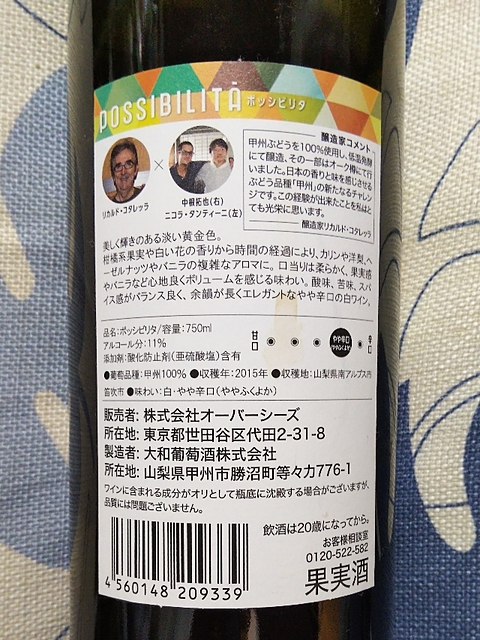 POSSIBILITÀ ポッシビリタ
リカルド・コタレッラ
×
中根拓也(右)
ニコラ・タンティーニ(左)
醸造家コメント
甲州ぶどうを100%使用し、低温発酵
にて醸造、その一部はオーク樽にて行
いました。日本の香りと味を感じさせる
ぶどう品種「甲州」の新たなるチャレン
ジです。この経験が出来たことを私はと
ても光栄に思います。
醸造家リカルド・コタレッラ
美しく輝きのある淡い黄金色。
柑橘系果実や白い花の香りから時間の経過により、カリンや洋梨、ヘ
ーゼルナッツやバニラの複雑なアロマに。口当りは柔らかく、果実感
やバニラなど心地良くボリュームを感じる味わい。酸味、苦味、スパ
イス感がバランス良く、余韻が長くエレガントなやや辛口の白ワイン。
品名:ポッシビリタ/容量:750ml
アルコール分:11%
添加剤:酸化防止剤(亜硫酸塩)含有
甘口 やや辛口 ややふくよか 辛口
●葡萄品種:甲州100% ●収穫年:2015年 ●収穫地:山梨県南アルプス市
笛吹市 ●味わい:白・やや辛口(ややふくよか)
販売者: 株式会社オーバーシーズ
所在地: 東京都世田谷区代田2-31-8
製造者: 大和葡萄酒株式会社
所在地: 山梨県甲州市勝沼町等々力776-1
ワインに含まれる成分がオリとして瓶底に沈殿する場合がございますが、
品質には問題ございません。
飲酒は20歳になってから。
お客様相談室
0120-522-582
果実酒
4 560148 209339